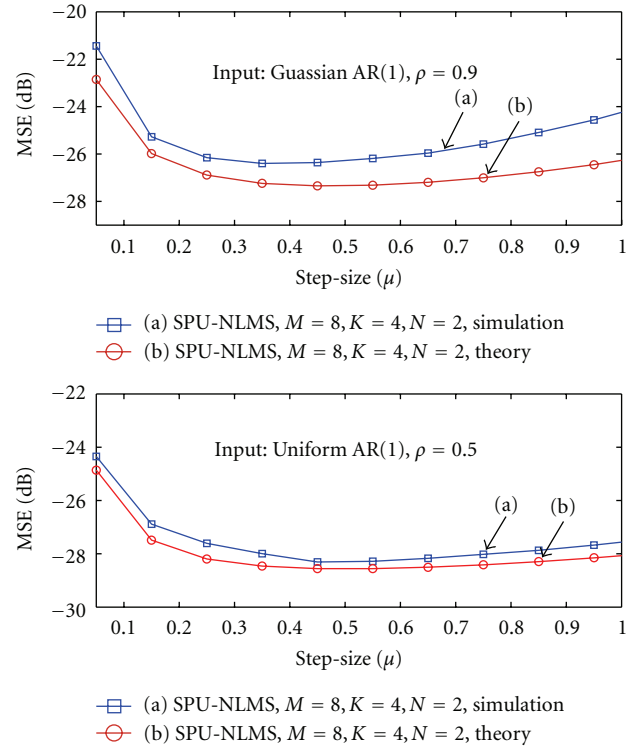 −20
−22
−24
−26
−28
MSE (dB)
Input: Guassian AR(1), ρ = 0.9
(a)
(b)
0.1 0.2 0.3 0.4 0.5 0.6 0.7 0.8 0.9 1
Step-size (μ)
(a) SPU-NLMS, M = 8, K = 4, N = 2, simulation
(b) SPU-NLMS, M = 8, K = 4, N = 2, theory
−22
−24
−26
−28
−30
MSE (dB)
Input: Uniform AR(1), ρ = 0.5
(a)
(b)
0.1 0.2 0.3 0.4 0.5 0.6 0.7 0.8 0.9 1
Step-size (μ)
(a) SPU-NLMS, M = 8, K = 4, N = 2, simulation
(b) SPU-NLMS, M = 8, K = 4, N = 2, theory